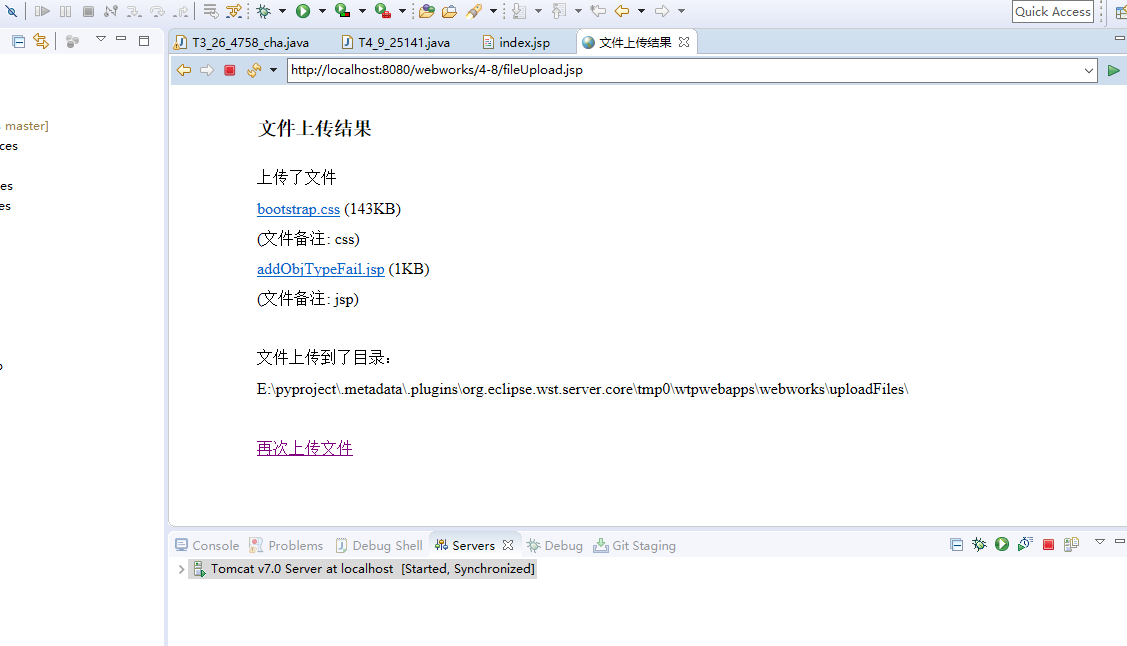 Quick Access
T3_26_4758_cha.java
T4_9_25141.java
index.jsp
文件上传结果
http://localhost:8080/webworks/4-8/fileUpload.jsp
master]
ces
es
es
文件上传结果
上传了文件
bootstrap.css (143KB)
(文件备注: css)
addObjTypeFail.jsp (1KB)
(文件备注: jsp)
文件上传到了目录：
E:\pyproject\.metadata\.plugins\org.eclipse.wst.server.core\tmp0\wtpwebapps\webworks\uploadFiles\
再次上传文件
Console
Problems
Debug Shell
Servers
Debug
Git Staging
Tomcat v7.0 Server at localhost [Started, Synchronized]